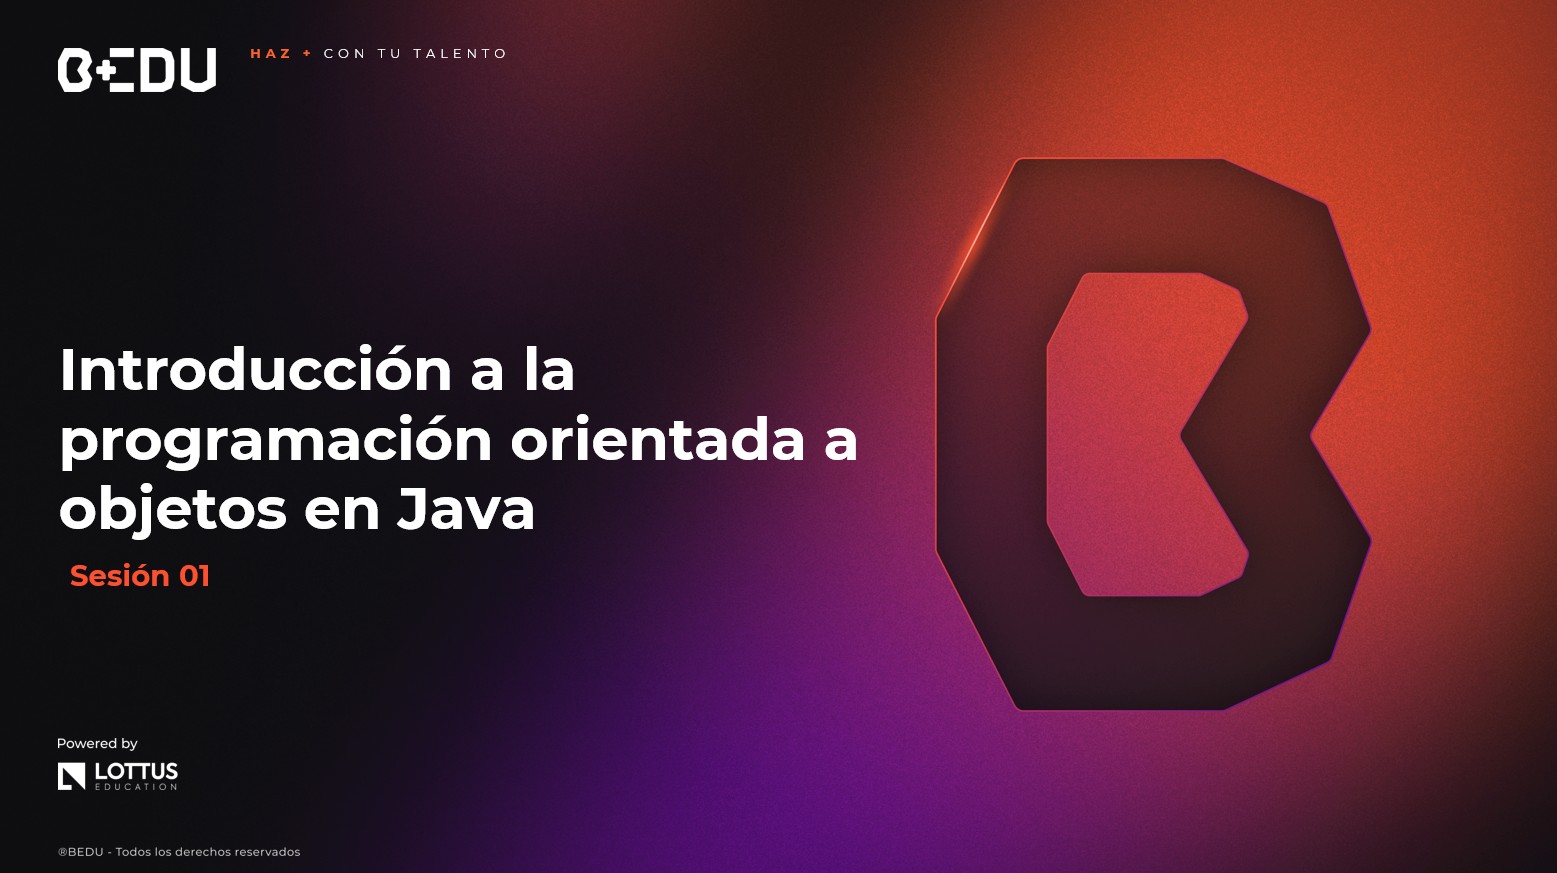 B+EDU HAZ + CON TU TALENTO
Introducción a la
programación orientada a
objetos en Java
Sesión 01
Powered by
LOTTUS
EDUCATION
®BEDU - Todos los derechos reservados